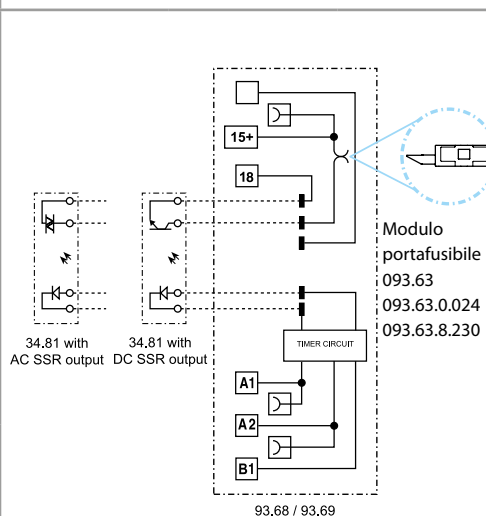 15+
18
Modulo
portafusibile
093.63
093.63.0.024
093.63.8.230
34.81 with
AC SSR output
34.81 with
DC SSR output
TIMER CIRCUIT
A1
A2
B1
93.68 / 93.69